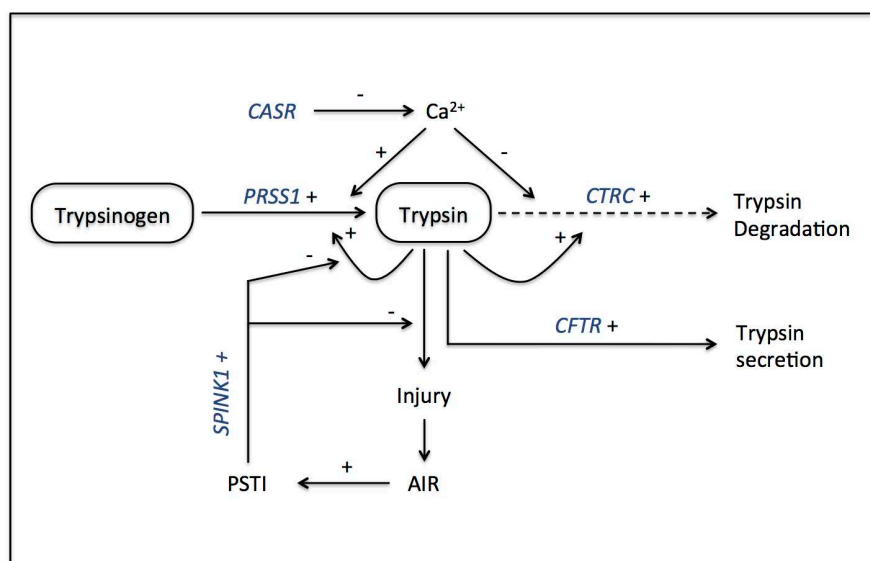 CASR
-
Ca2+
+
-
Trypsinogen
PRSS1 +
Trypsin
CTRC +
Trypsin
Degradation
+
+
-
-
CFTR +
Trypsin
secretion
SPINK1 +
Injury
PSTI
+
AIR